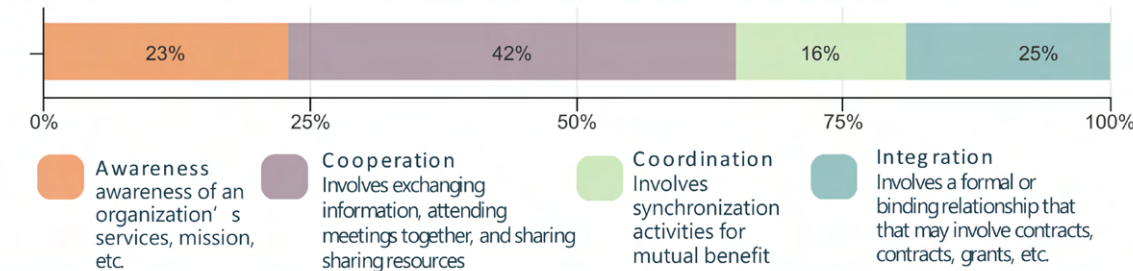 23% 42% 16% 25%
0% 25% 50% 75% 100%
Awareness
awareness of an
organization' s
services, mission,
etc.
Cooperation
Involves exchanging
information, attending
meetings together, and sharing
sharing resources
Coordination
Involves
synchronization
activities for
mutual benefit
Integration
Involves a formal or
binding relationship that
that may involve contracts,
contracts, grants, etc.